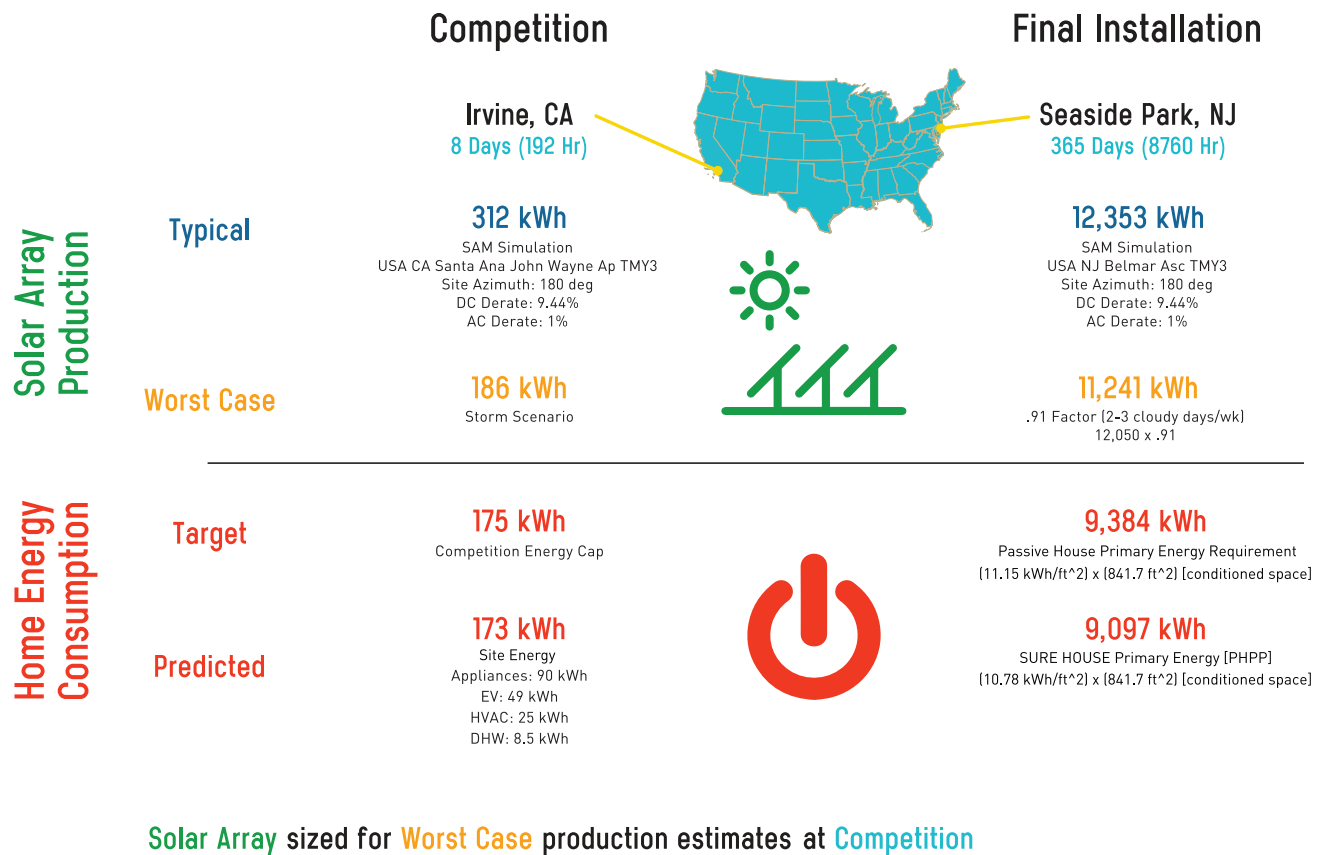 Competition
Final Installation
Irvine, CA
8 Days (192 Hr)
Seaside Park, NJ
365 Days (8760 Hr)
Solar Array
Production
Typical
312 kWh
SAM Simulation
USA CA Santa Ana John Wayne Ap TMY3
Site Azimuth: 180 deg
DC Derate: 9.44%
AC Derate: 1%
12,353 kWh
SAM Simulation
USA NJ Belmar Asc TMY3
Site Azimuth: 180 deg
DC Derate: 9.44%
AC Derate: 1%
Worst Case
186 kWh
Storm Scenario
11,241 kWh
.91 Factor (2-3 cloudy days/wk)
12,050 x .91
Home Energy
Consumption
Target
175 kWh
Competition Energy Cap
9,384 kWh
Passive House Primary Energy Requirement
(11.15 kWh/ft^2) x (841.7 ft^2) [conditioned space]
Predicted
173 kWh
Site Energy
Appliances: 90 kWh
EV: 49 kWh
HVAC: 25 kWh
DHW: 8.5 kWh
9,097 kWh
SURE HOUSE Primary Energy [PHPP]
(10.78 kWh/ft^2) x (841.7 ft^2) [conditioned space]
Solar Array sized for Worst Case production estimates at Competition